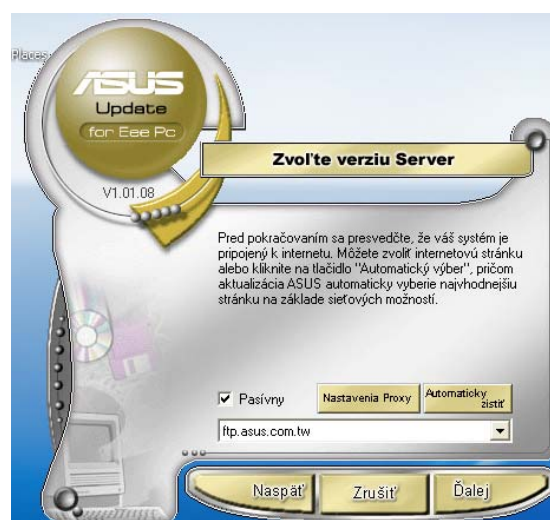 Places
ASUS
Update
for Eee Pc
V1.01.08
Zvoľte verziu Server
Pred pokračovaním sa presvedčte, že váš systém je
pripojený k internetu. Môžete zvoliť internetovú stránku
alebo kliknite na tlačidlo "Automatický výber", pričom
aktualizácia ASUS automaticky vyberie najvhodnejšiu
stránku na základe sieťových možností.
Pasívny
Nastavenia Proxy
Automaticky
zistiť
ftp.asus.com.tw
Naspäť
Zrušiť
Ďalej